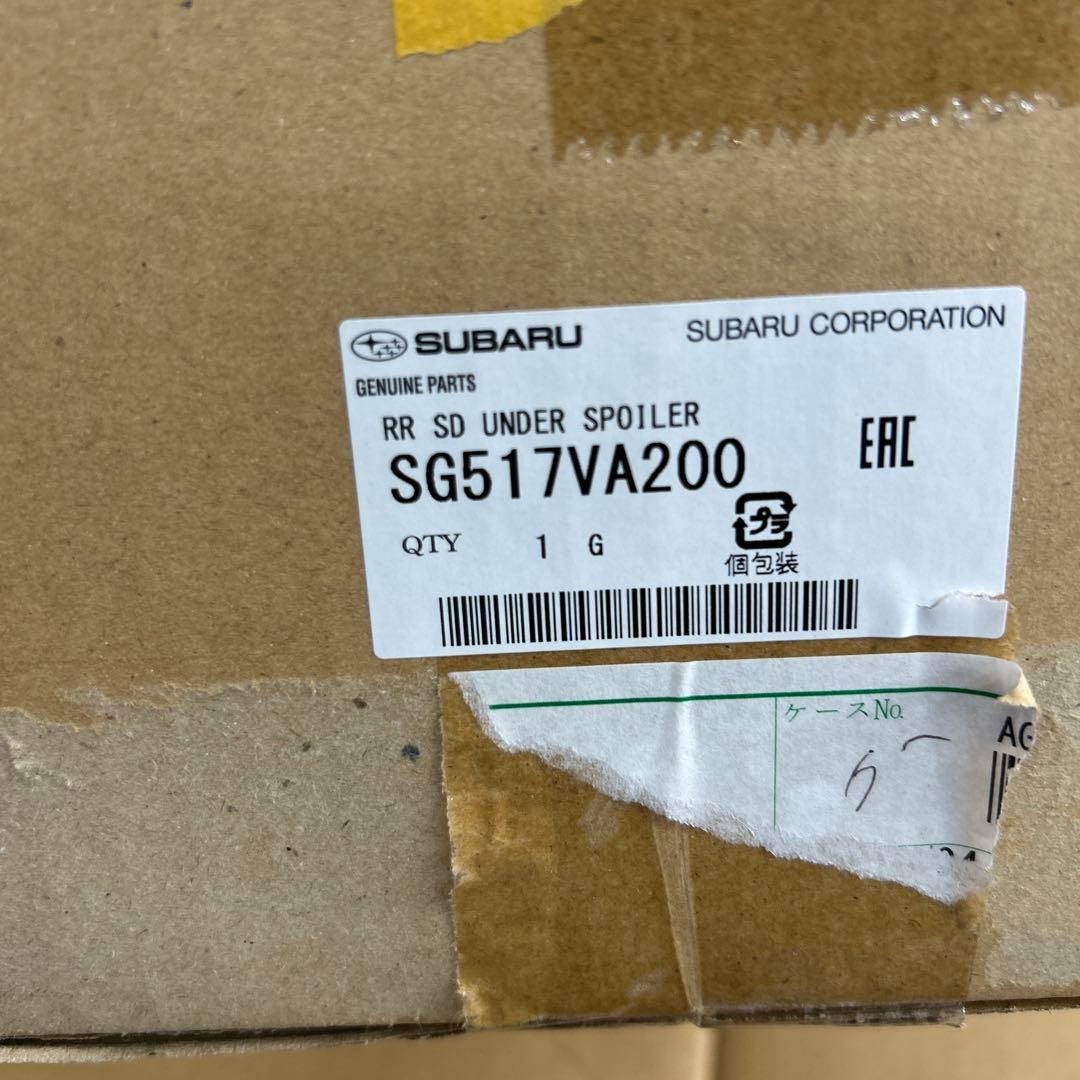 SUBARU
SUBARU CORPORATION
GENUINE PARTS
RR SD UNDER SPOILER
SG517VA200
EAC
QTY 1 G
プラ
個包装
ケースNo.
AG